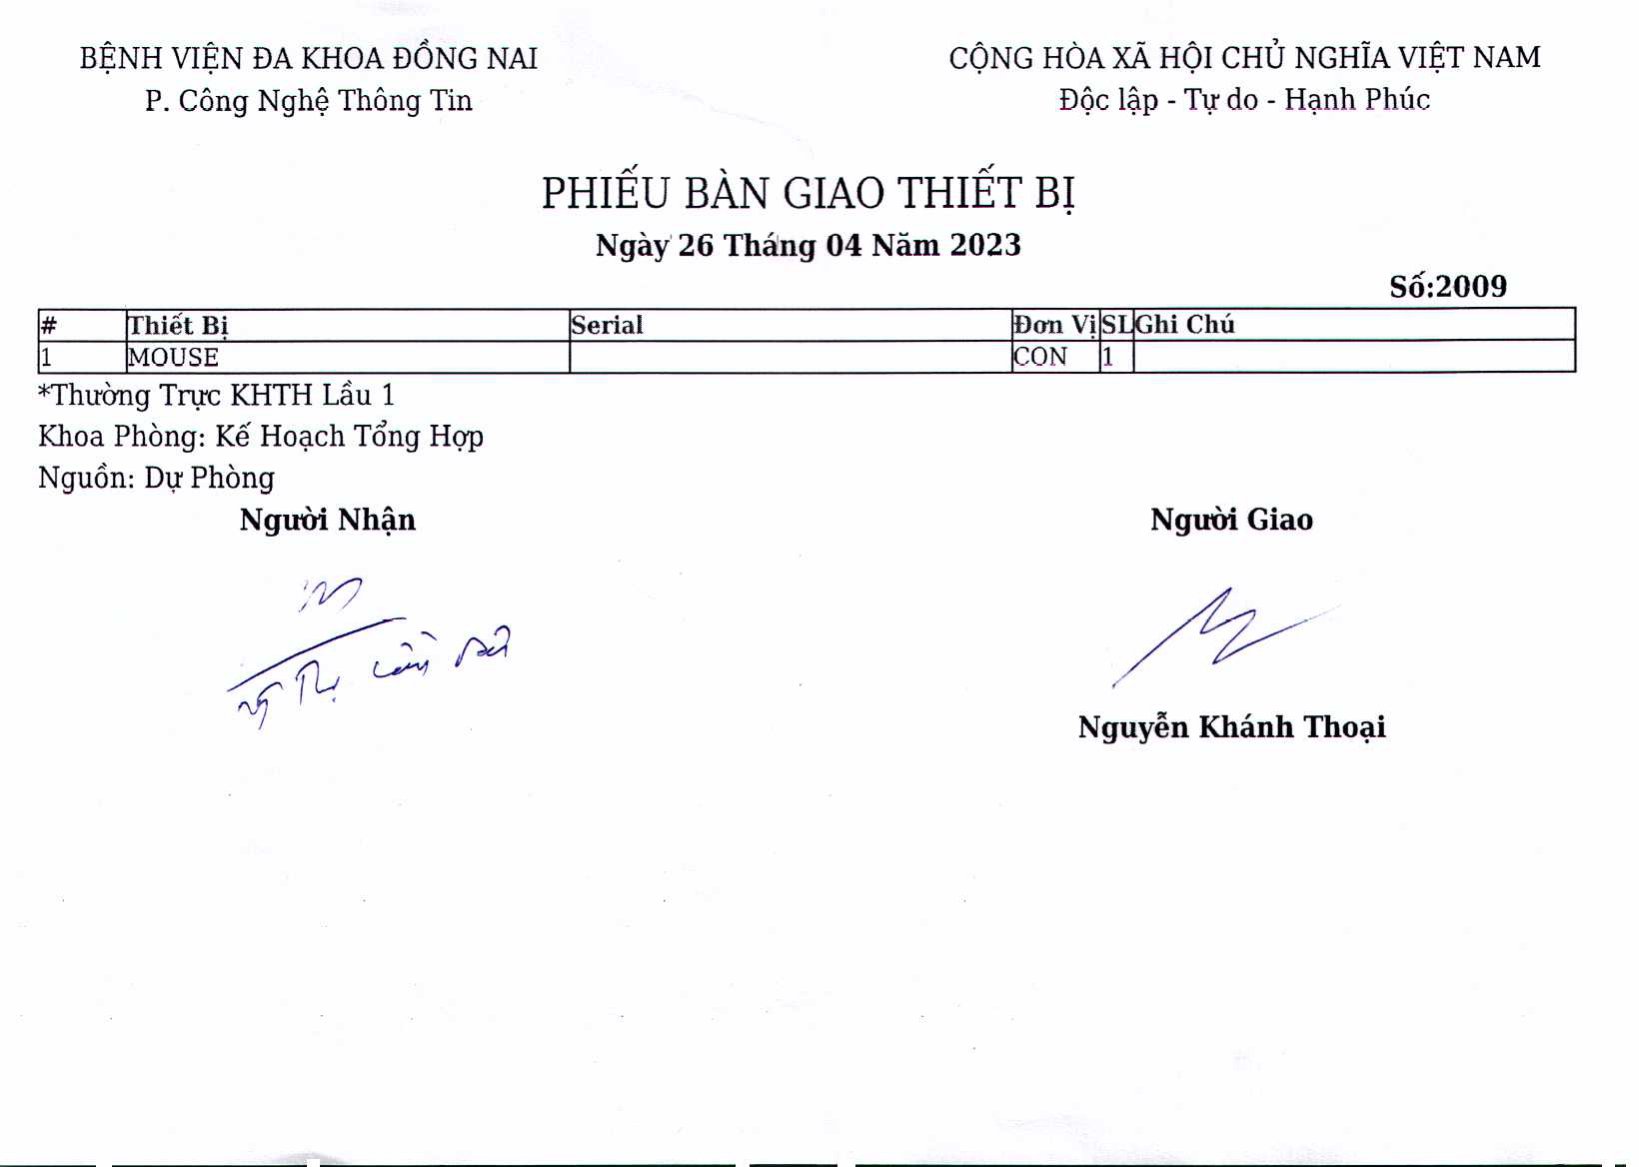 BỆNH VIỆN ĐA KHOA ĐỒNG NAI
P. Công Nghệ Thông Tin
CỘNG HÒA XÃ HỘI CHỦ NGHĨA VIỆT NAM
Độc lập - Tự do - Hạnh Phúc
PHIẾU BÀN GIAO THIẾT BỊ
Ngày 26 Tháng 04 Năm 2023
Số:2009
# Thiết Bị Serial Đơn Vị SL Ghi Chú
1 MOUSE CON 1
*Thường Trực KHTH Lầu 1
Khoa Phòng: Kế Hoạch Tổng Hợp
Nguồn: Dự Phòng
Người Nhận Người Giao
Nguyễn Khánh Thoại